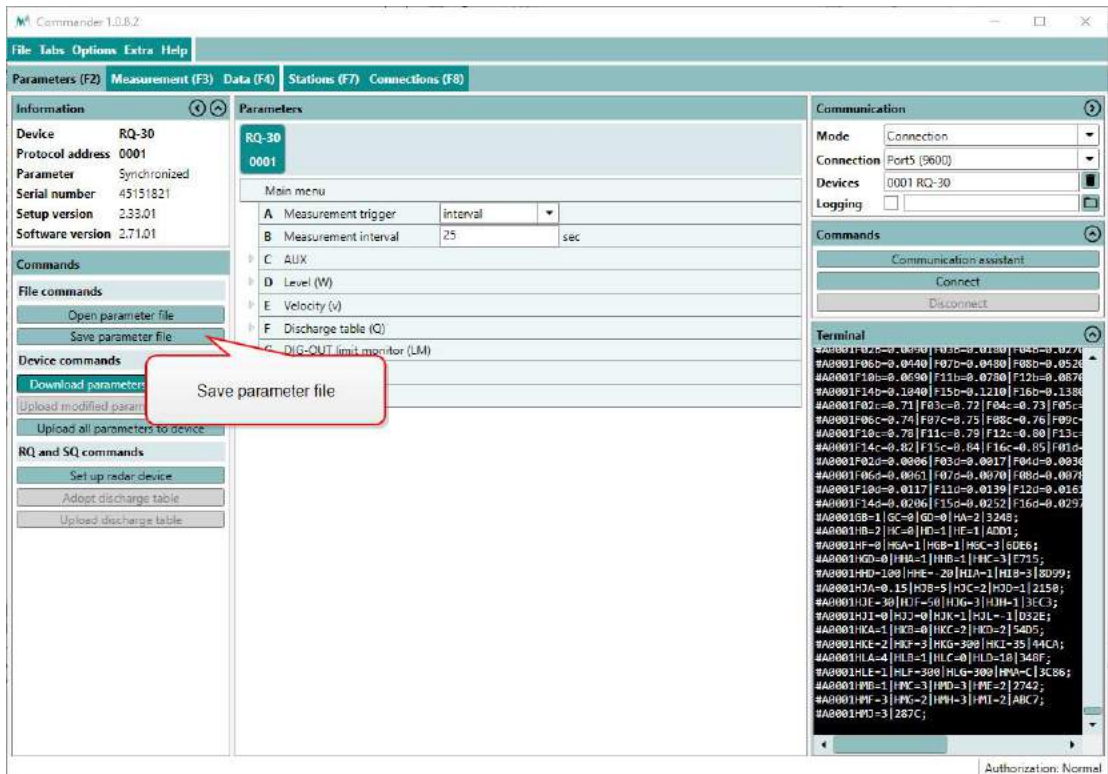 Commander 1.0.8.2
File Tabs Options Extra Help
Parameters (F2) Measurement (F3) Data (F4) Stations (F7) Connections (F8)
Information
Device RQ-30
Protocol address 0001
Parameter Synchronized
Serial number 45151821
Setup version 2.33.01
Software version 2.71.01
Commands
File commands
Open parameter file
Save parameter file
Device commands
Download parameters
Upload modified param
Upload all parameters to device
RQ and SQ commands
Set up radar device
Adopt discharge table
Upload discharge table
Parameters
RQ-30
0001
Main menu
A Measurement trigger interval
B Measurement interval 25 sec
C AUX
D Level (W)
E Velocity (v)
F Discharge table (Q)
G DIG-OUT limit monitor (LM)
Save parameter file
Communication
Mode Connection
Connection Port5 (9600)
Devices 0001 RQ-30
Logging
Commands
Communication assistant
Connect
Disconnect
Terminal
#A0001F02b=0.0090|F03b=0.0180|F04b=0.0270
#A0001F06b=0.0440|F07b=0.0480|F08b=0.0520
#A0001F10b=0.0690|F11b=0.0780|F12b=0.0870
#A0001F14b=0.1040|F15b=0.1210|F16b=0.1380
#A0001F02c=0.71|F03c=0.72|F04c=0.73|F05c=
#A0001F06c=0.74|F07c=0.75|F08c=0.76|F09c=
#A0001F10c=0.78|F11c=0.79|F12c=0.80|F13c=
#A0001F14c=0.82|F15c=0.84|F16c=0.85|F01d=
#A0001F02d=0.0006|F03d=0.0017|F04d=0.0030
#A0001F06d=0.0061|F07d=0.0070|F08d=0.0078
#A0001F10d=0.0117|F11d=0.0139|F12d=0.0161
#A0001F14d=0.0206|F15d=0.0252|F16d=0.0297
#A0001GB=1|GC=0|GD=0|HA=2|324B;
#A0001HB=2|HC=0|HD=1|HE=1|ADD1;
#A0001HF=0|HGA=1|HGB=1|HGC=3|6DE6;
#A0001HGD=0|HHA=1|HHB=1|HHC=3|E715;
#A0001HHD=100|HHE=-20|HIA=1|HIB=3|8D99;
#A0001HJA=0.15|HJB=5|HJC=2|HJD=1|2150;
#A0001HJE=30|HJF=50|HJG=3|HJH=1|3EC3;
#A0001HJI=0|HJJ=0|HJK=1|HJL=-1|D32E;
#A0001HKA=1|HKB=0|HKC=2|HKD=2|54D5;
#A0001HKE=2|HKF=3|HKG=300|HKI=35|44CA;
#A0001HLA=4|HLB=1|HLC=0|HLD=10|348F;
#A0001HLE=1|HLF=300|HLG=300|HMA=C|3C86;
#A0001HMB=1|HMC=3|HMD=3|HME=2|2742;
#A0001HMF=3|HMG=2|HMH=3|HMI=2|ABC7;
#A0001HMJ=3|287C;
Authorization: Normal